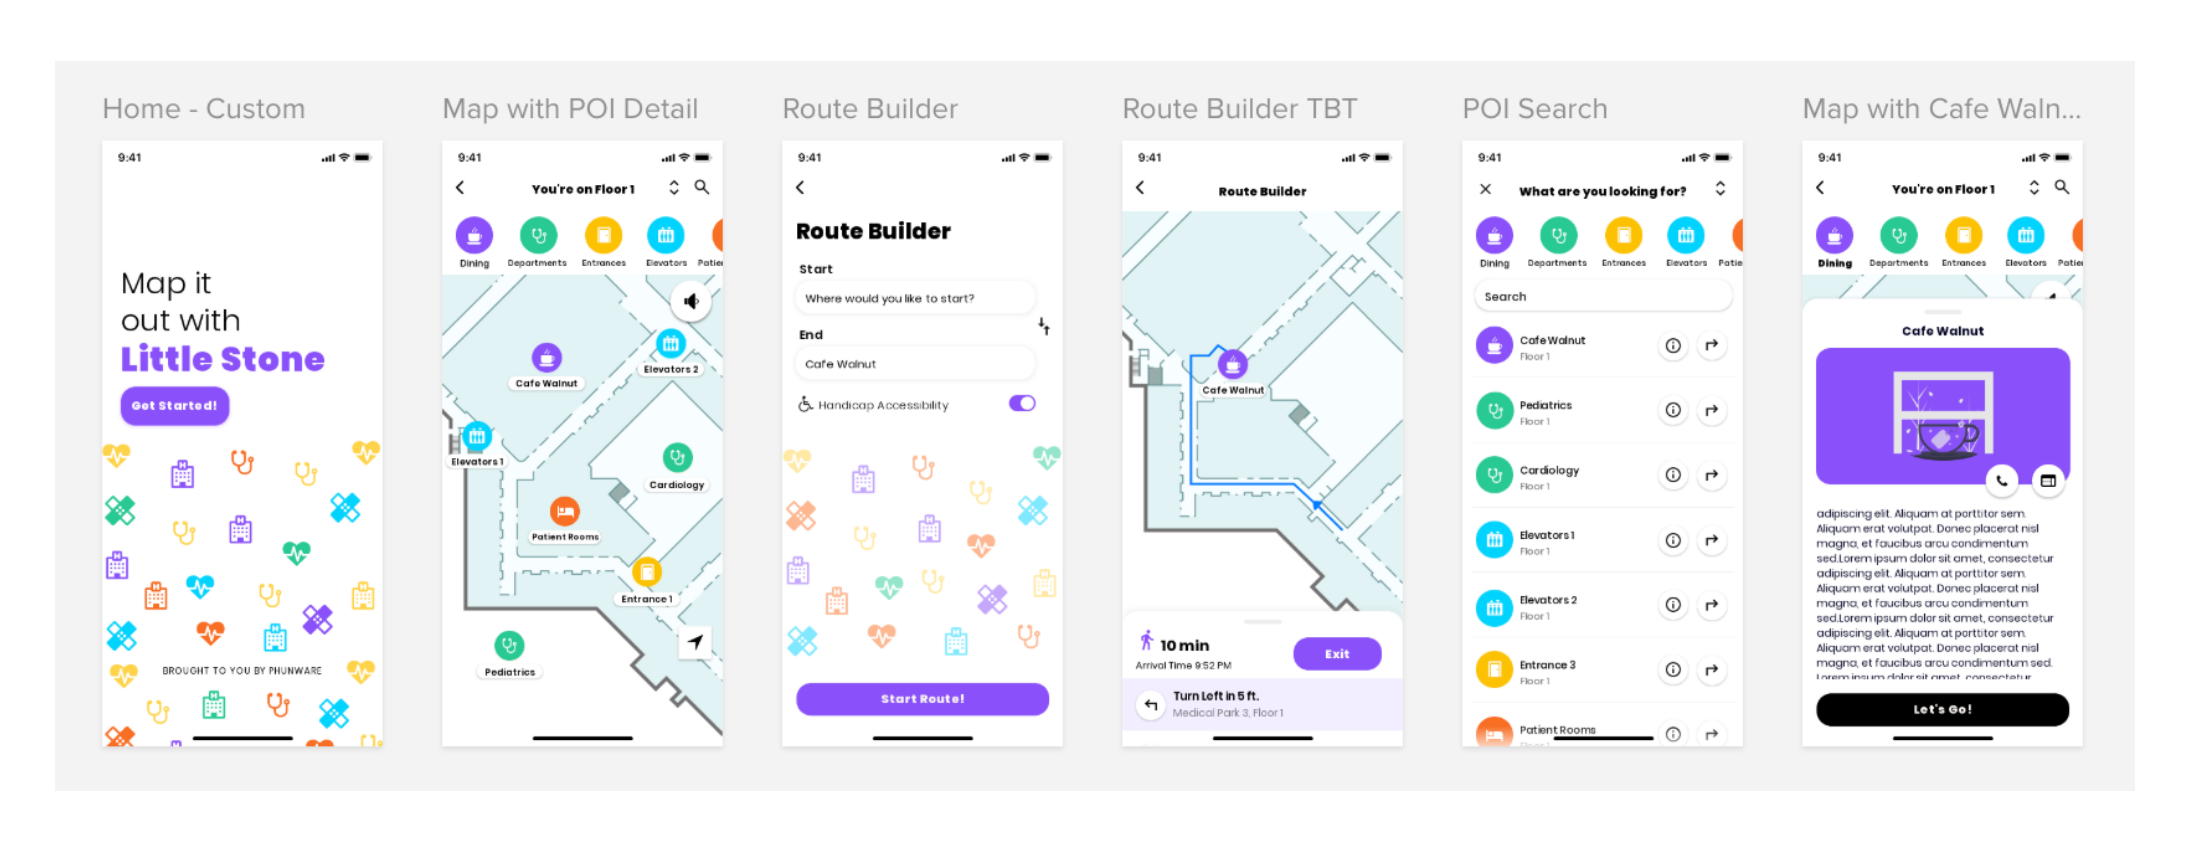 Home - Custom
9:41
Map it
out with
Little Stone
Get Started!
BROUGHT TO YOU BY PHUNWARE
Map with POI Detail
9:41
You're on Floor 1
Dining
Departments
Entrances
Elevators
Patie
Cafe Walnut
Elevators 2
Elevators 1
Cardiology
Patient Rooms
Entrance 1
Pediatrics
Route Builder
9:41
Route Builder
Start
Where would you like to start?
End
Cafe Walnut
Handicap Accessibility
Start Route!
Route Builder TBT
9:41
Route Builder
Cafe Walnut
10 min
Arrival Time 9:52 PM
Exit
Turn Left in 5 ft.
Medical Park 3, Floor 1
POI Search
9:41
What are you looking for?
Dining
Departments
Entrances
Elevators
Patie
Search
Cafe Walnut
Floor 1
Pediatrics
Floor 1
Cardiology
Floor 1
Elevators 1
Floor 1
Elevators 2
Floor 1
Entrance 3
Floor 1
Patient Rooms
Map with Cafe Waln...
9:41
You're on Floor 1
Dining
Departments
Entrances
Elevators
Patie
Cafe Walnut
adipiscing elit. Aliquam at porttitor sem.
Aliquam erat volutpat. Donec placerat nisl
magna, et faucibus arcu condimentum
sed.Lorem ipsum dolor sit amet, consectetur
adipiscing elit. Aliquam at porttitor sem.
Aliquam erat volutpat. Donec placerat nisl
magna, et faucibus arcu condimentum
sed.Lorem ipsum dolor sit amet, consectetur
adipiscing elit. Aliquam at porttitor sem.
Aliquam erat volutpat. Donec placerat nisl
magna, et faucibus arcu condimentum sed.
Lorem ipsum dolor sit amet, consectetur
Let's Go!